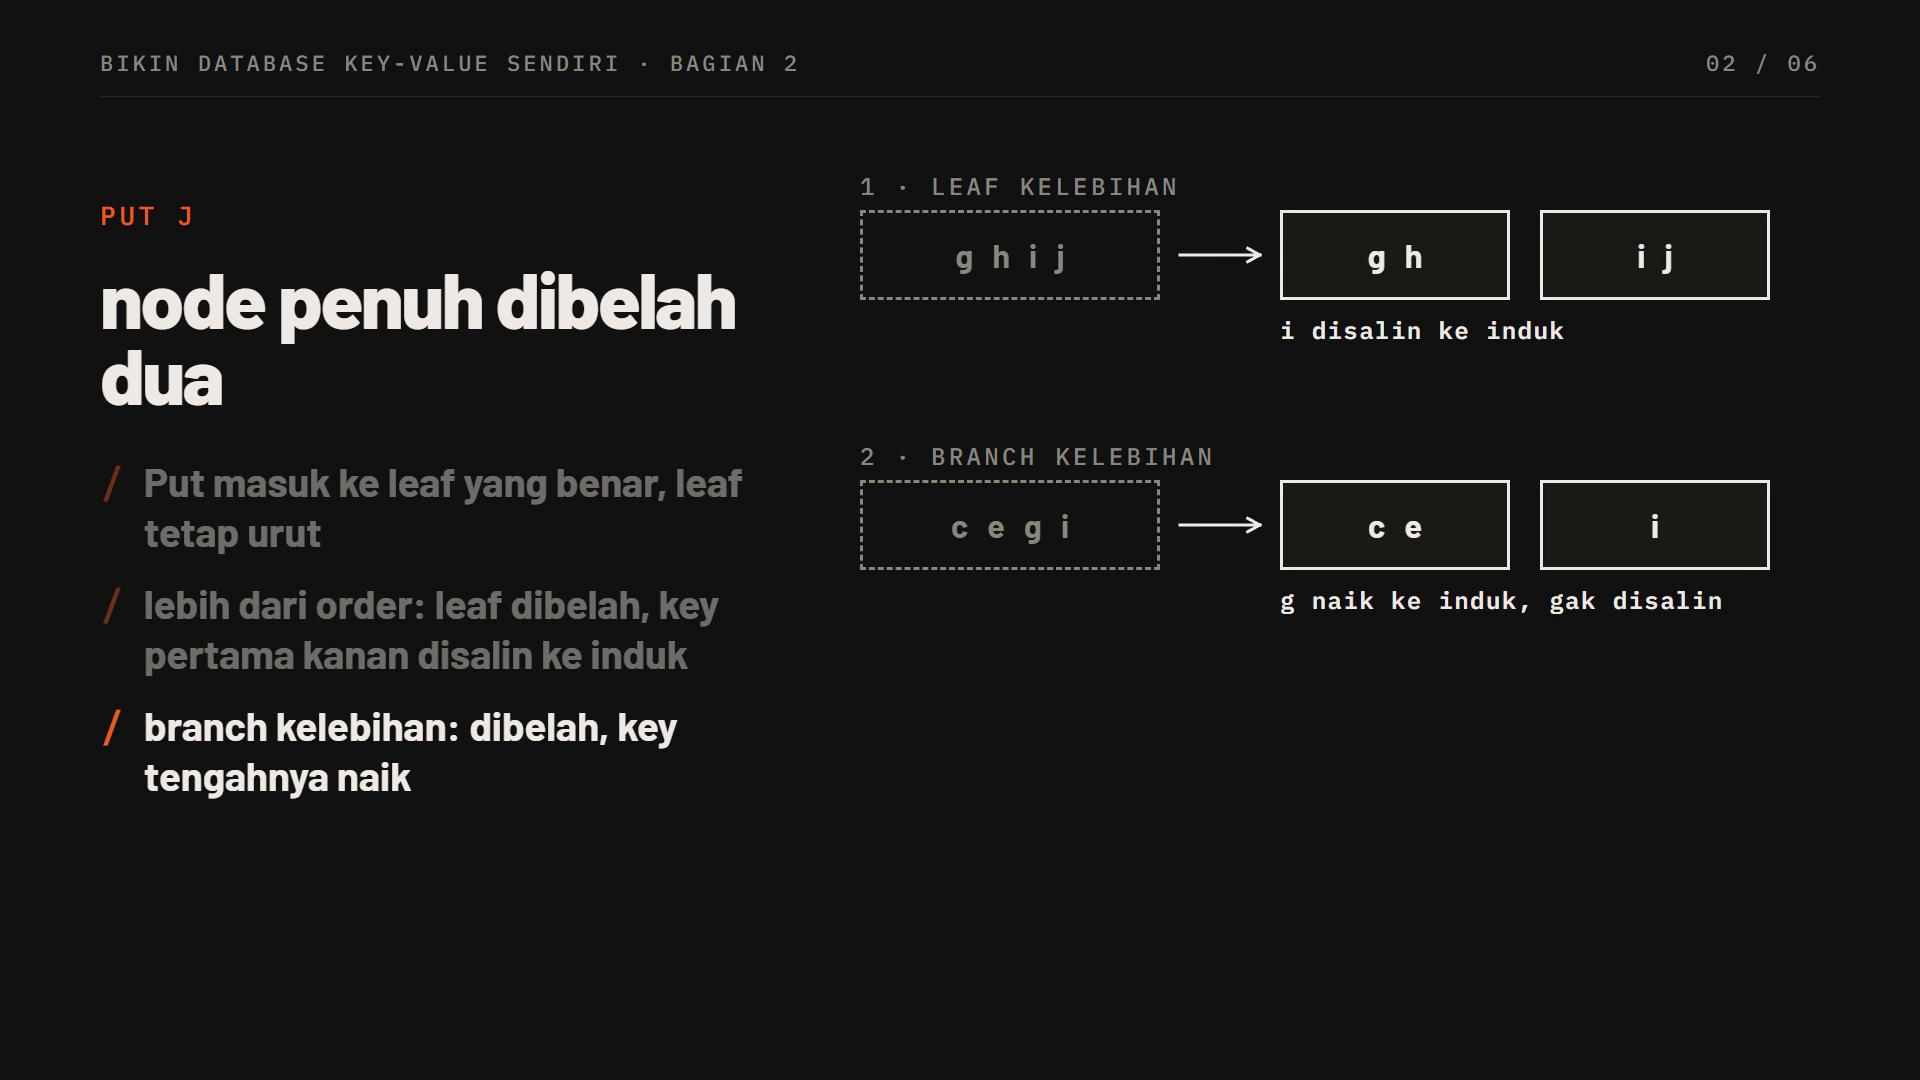 BIKIN DATABASE KEY-VALUE SENDIRI · BAGIAN 2
02 / 06
PUT J
node penuh dibelah
dua
/ Put masuk ke leaf yang benar, leaf
tetap urut
/ lebih dari order: leaf dibelah, key
pertama kanan disalin ke induk
/ branch kelebihan: dibelah, key
tengahnya naik
1 · LEAF KELEBIHAN
g h i j
g h
i j
i disalin ke induk
2 · BRANCH KELEBIHAN
c e g i
c e
i
g naik ke induk, gak disalin